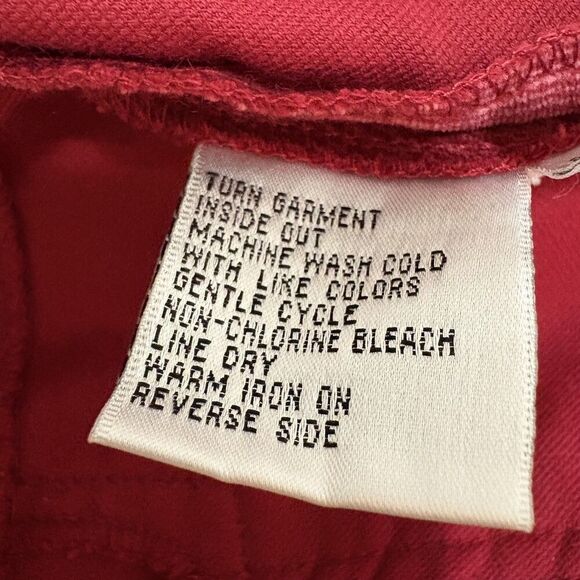 TURN GARMENT
INSIDE OUT
MACHINE WASH COLD
WITH LIKE COLORS
GENTLE CYCLE
NON-CHLORINE BLEACH
LINE DRY
WARM IRON ON
REVERSE SIDE